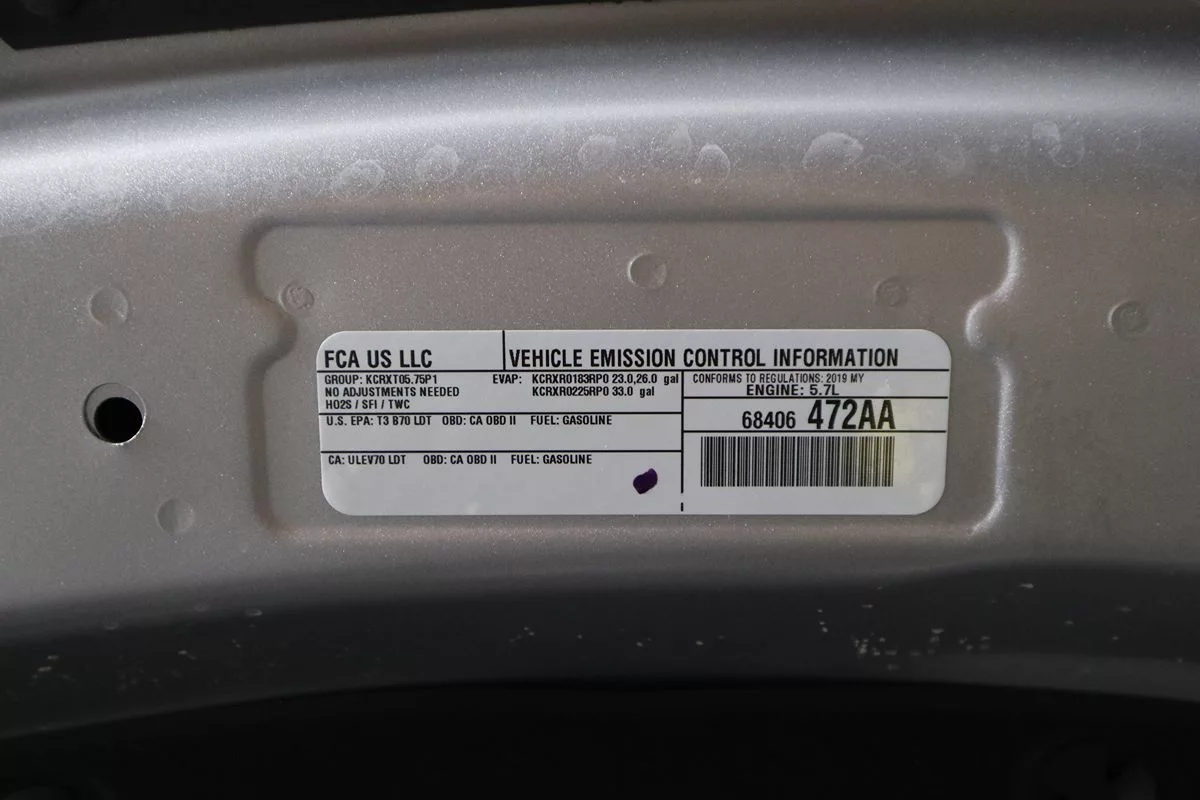 FCA US LLC
VEHICLE EMISSION CONTROL INFORMATION
GROUP: KCRXT05.75P1
NO ADJUSTMENTS NEEDED
HO2S / SFI / TWC
EVAP: KCRXR0183RP0 23.0,26.0 gal
KCRXR0225RP0 33.0 gal
CONFORMS TO REGULATIONS: 2019 MY
ENGINE: 5.7L
68406 472AA
U.S. EPA: T3 B70 LDT OBD: CA OBD II FUEL: GASOLINE
CA: ULEV70 LDT OBD: CA OBD II FUEL: GASOLINE